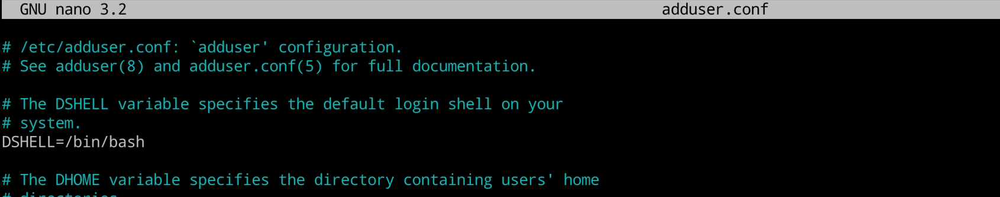 GNU nano 3.2 adduser.conf
# /etc/adduser.conf: `adduser' configuration.
# See adduser(8) and adduser.conf(5) for full documentation.
# The DSHELL variable specifies the default login shell on your
# system.
DSHELL=/bin/bash
# The DHOME variable specifies the directory containing users' home
# directories